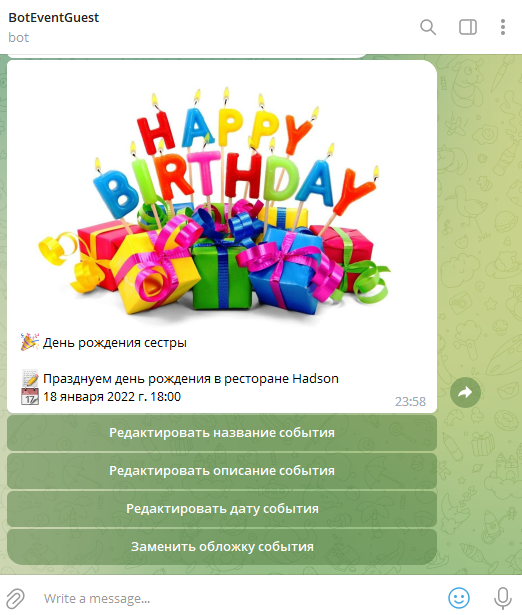 BotEventGuest
bot
HAPPY
BIRTHDAY
День рождения сестры
Празднуем день рождения в ресторане Hadson
17
18 января 2022 г. 18:00
23:58
Редактировать название события
Редактировать описание события
Редактировать дату события
Заменить обложку события
Write a message...